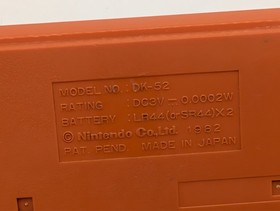 MODEL NO. : DK-52
RATING : DC3V ⎓ 0.0002W
BATTERY : LR44 (or SR44) X 2
© Nintendo Co., Ltd. 1982
PAT. PEND. MADE IN JAPAN